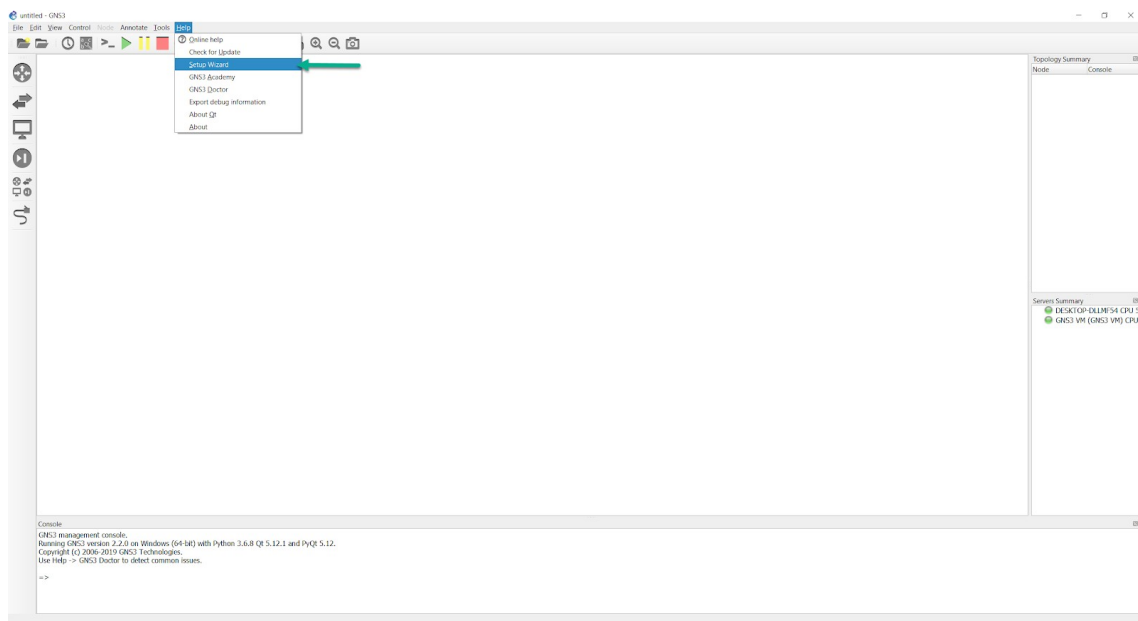 untitled - GNS3
File Edit View Control Node Annotate Tools Help
Online help
Check for Update
Setup Wizard
GNS3 Academy
GNS3 Doctor
Export debug information
About Qt
About
Topology Summary
Node Console
Servers Summary
DESKTOP-DLLMF54 CPU 5
GNS3 VM (GNS3 VM) CPU
Console
GNS3 management console.
Running GNS3 version 2.2.0 on Windows (64-bit) with Python 3.6.8 Qt 5.12.1 and PyQt 5.12.
Copyright (c) 2006-2019 GNS3 Technologies.
Use Help -> GNS3 Doctor to detect common issues.
=>